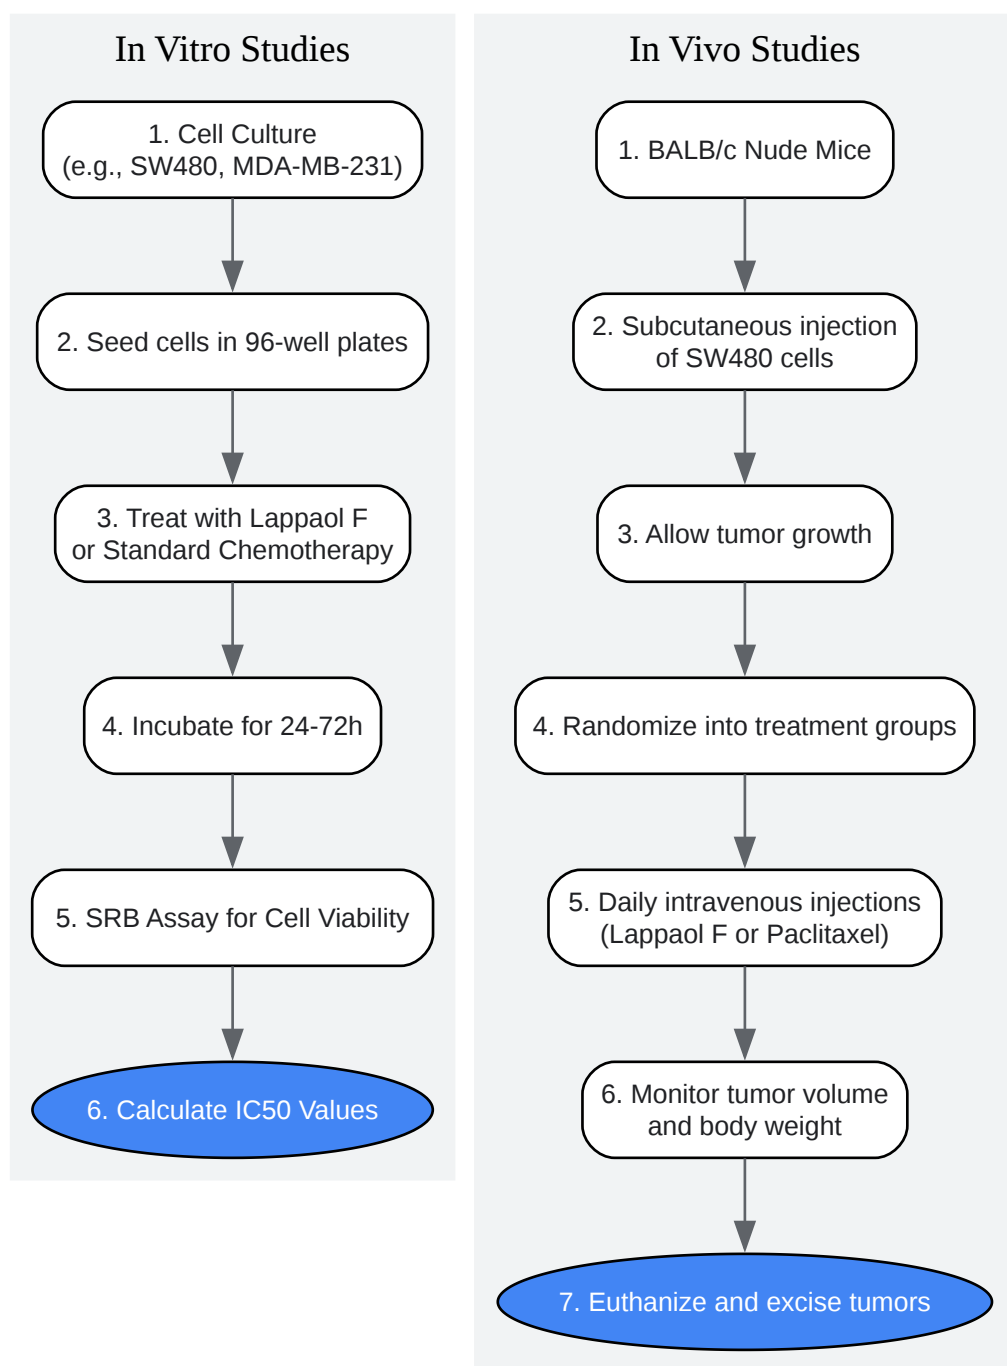 In Vitro Studies
1. Cell Culture
(e.g., SW480, MDA-MB-231)
2. Seed cells in 96-well plates
3. Treat with Lappaol F
or Standard Chemotherapy
4. Incubate for 24-72h
5. SRB Assay for Cell Viability
6. Calculate IC50 Values
In Vivo Studies
1. BALB/c Nude Mice
2. Subcutaneous injection
of SW480 cells
3. Allow tumor growth
4. Randomize into treatment groups
5. Daily intravenous injections
(Lappaol F or Paclitaxel)
6. Monitor tumor volume
and body weight
7. Euthanize and excise tumors